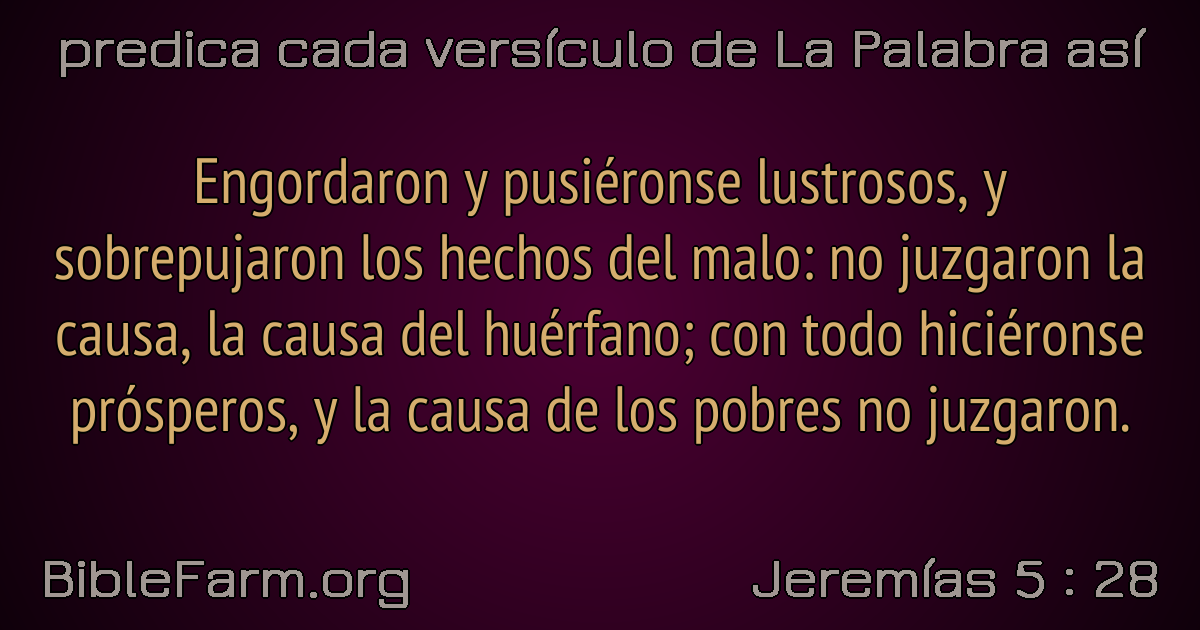 predica cada versículo de La Palabra así
Engordaron y pusiéronse lustrosos, y
sobrepujaron los hechos del malo: no juzgaron la
causa, la causa del huérfano; con todo hiciéronse
prósperos, y la causa de los pobres no juzgaron.
BibleFarm.org
Jeremías 5 : 28